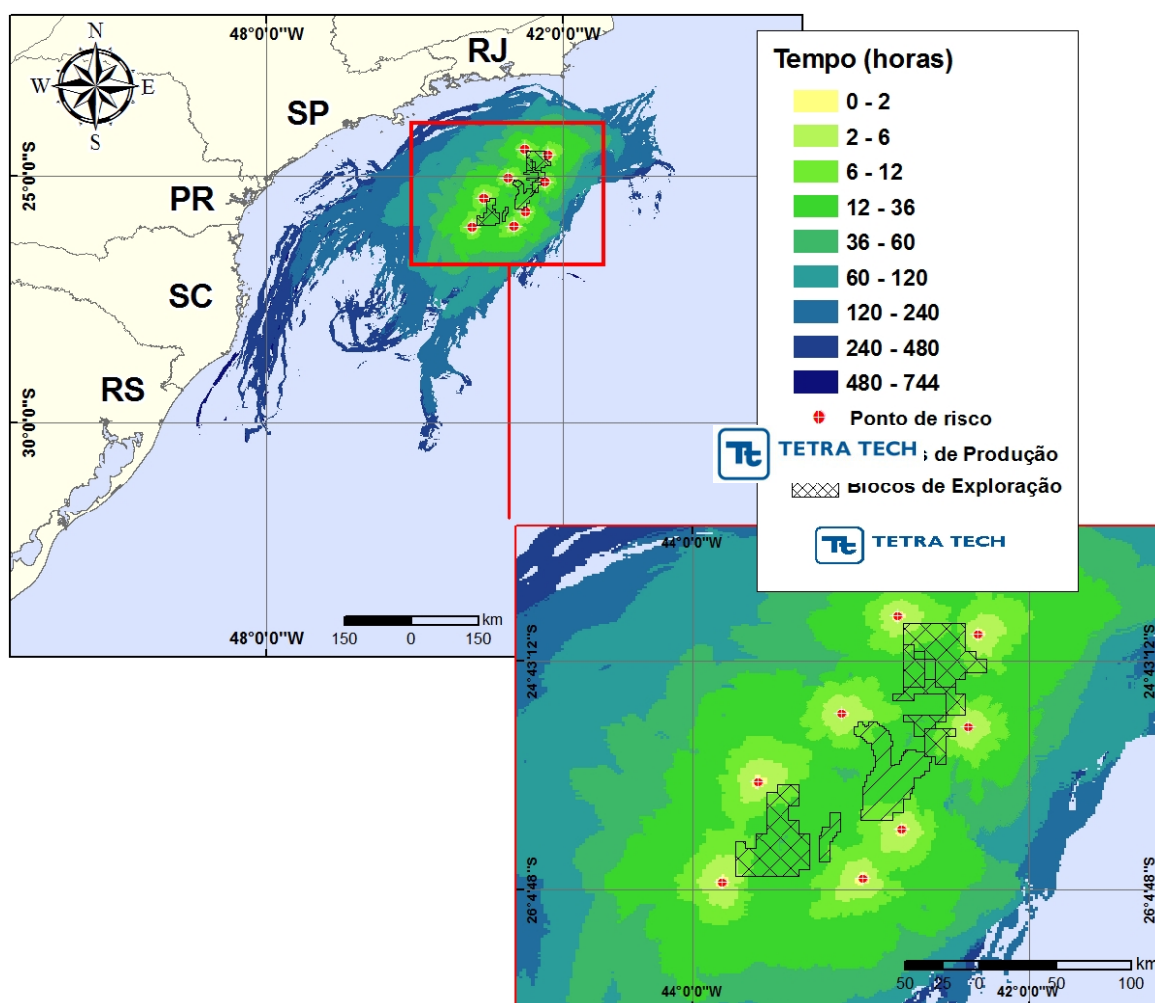 48°0'0"W
42°0'0"W
N
W
E
S
RJ
SP
PR
SC
RS
25°0'0"S
30°0'0"S
48°0'0"W
150
0
150
km
Tempo (horas)
0 - 2
2 - 6
6 - 12
12 - 36
36 - 60
60 - 120
120 - 240
240 - 480
480 - 744
Ponto de risco
Tt TETRA TECH
s de Produção
Blocos de Exploração
Tt TETRA TECH
44°0'0"W
24°43'12"S
24°43'12"S
26°4'48"S
26°4'48"S
50
25
0
50
100
km
44°0'0"W
42°0'0"W